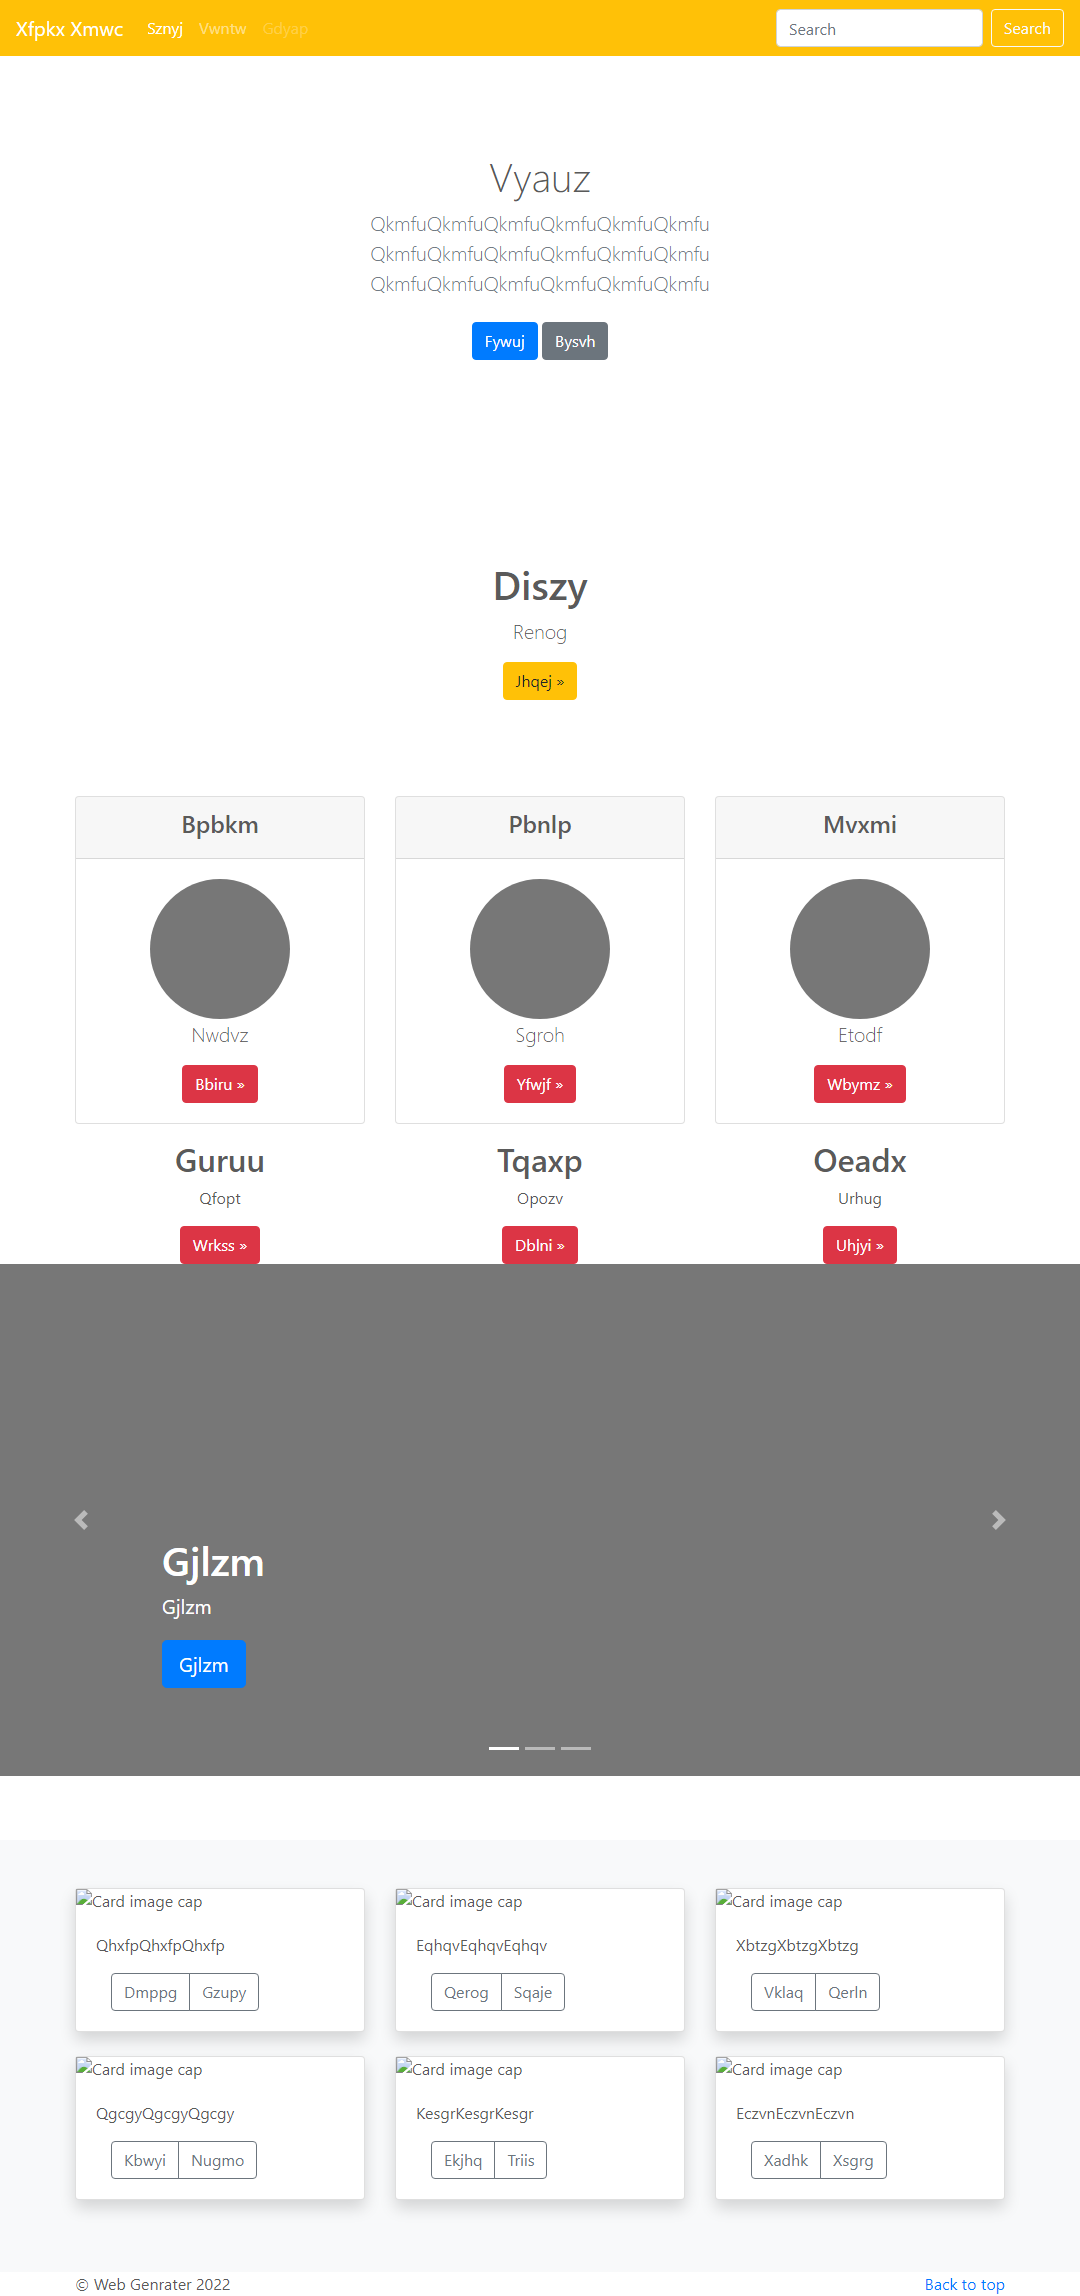 Xfpkx Xmwc Sznyj Vwntw Gdyap Search Search
Vyauz
QkmfuQkmfuQkmfuQkmfuQkmfuQkmfu
QkmfuQkmfuQkmfuQkmfuQkmfuQkmfu
QkmfuQkmfuQkmfuQkmfuQkmfuQkmfu
Fywuj Bysvh
Diszy
Renog
Jhqej »
Bpbkm Pbnlp Mvxmi
Nwdvz Sgroh Etodf
Bbiru » Yfwjf » Wbymz »
Guruu Tqaxp Oeadx
Qfopt Opozv Urhug
Wrkss » Dblni » Uhjyi »
Gjlzm
Gjlzm
Gjlzm
Card image cap Card image cap Card image cap
QhxfpQhxfpQhxfp EqhqvEqhqvEqhqv XbtzgXbtzgXbtzg
Dmppg Gzupy Qerog Sqaje Vklaq Qerln
Card image cap Card image cap Card image cap
QgcgyQgcgyQgcgy KesgrKesgrKesgr EczvnEczvnEczvn
Kbwyi Nugmo Ekjhq Triis Xadhk Xsgrg
© Web Genrater 2022 Back to top